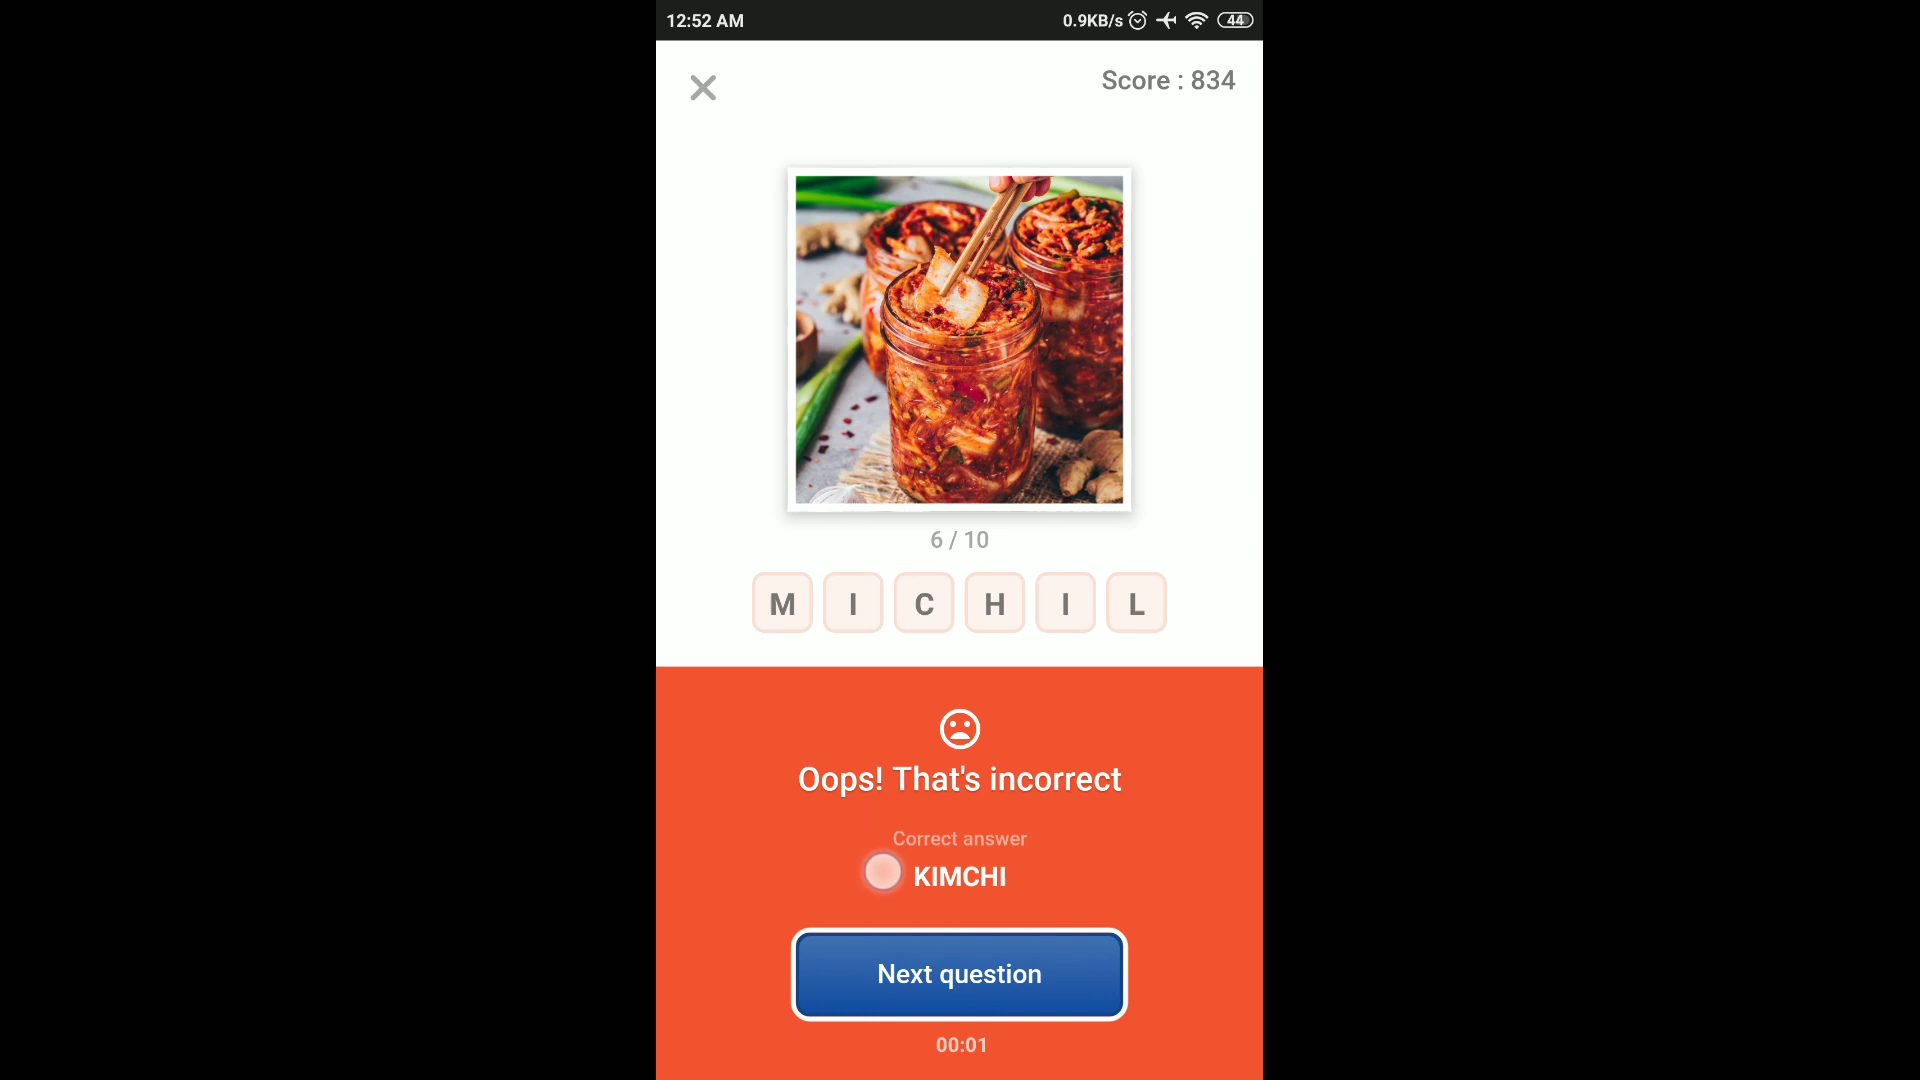 12:52 AM
0.9KB/s
44
Score : 834
6 / 10
M I C H I L
Oops! That's incorrect
Correct answer
KIMCHI
Next question
00:01